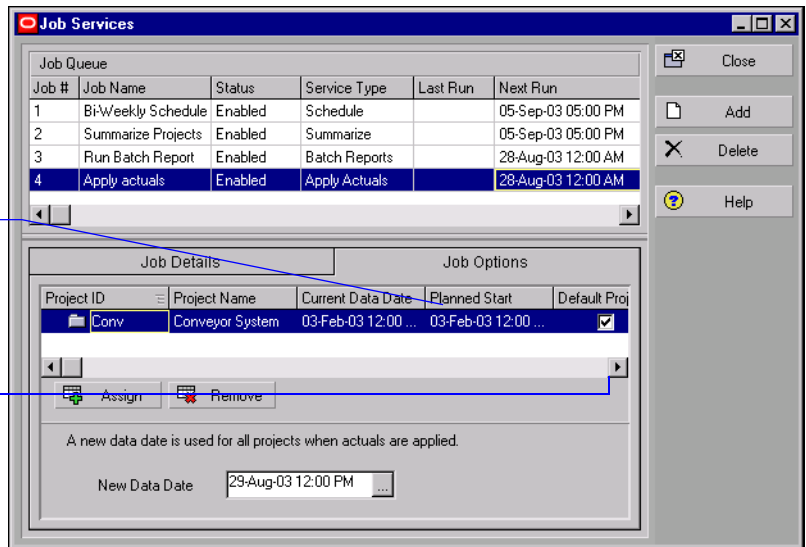 Job Services
Job Queue
Job # Job Name Status Service Type Last Run Next Run
1 Bi-Weekly Schedule Enabled Schedule 05-Sep-03 05:00 PM
2 Summarize Projects Enabled Summarize 05-Sep-03 05:00 PM
3 Run Batch Report Enabled Batch Reports 28-Aug-03 12:00 AM
4 Apply actuals Enabled Apply Actuals 28-Aug-03 12:00 AM
Close
Add
Delete
Help
Job Details Job Options
Project ID Project Name Current Data Date Planned Start Default Proj
Conv Conveyor System 03-Feb-03 12:00 ... 03-Feb-03 12:00 ...
Assign Remove
A new data date is used for all projects when actuals are applied.
New Data Date 29-Aug-03 12:00 PM ...